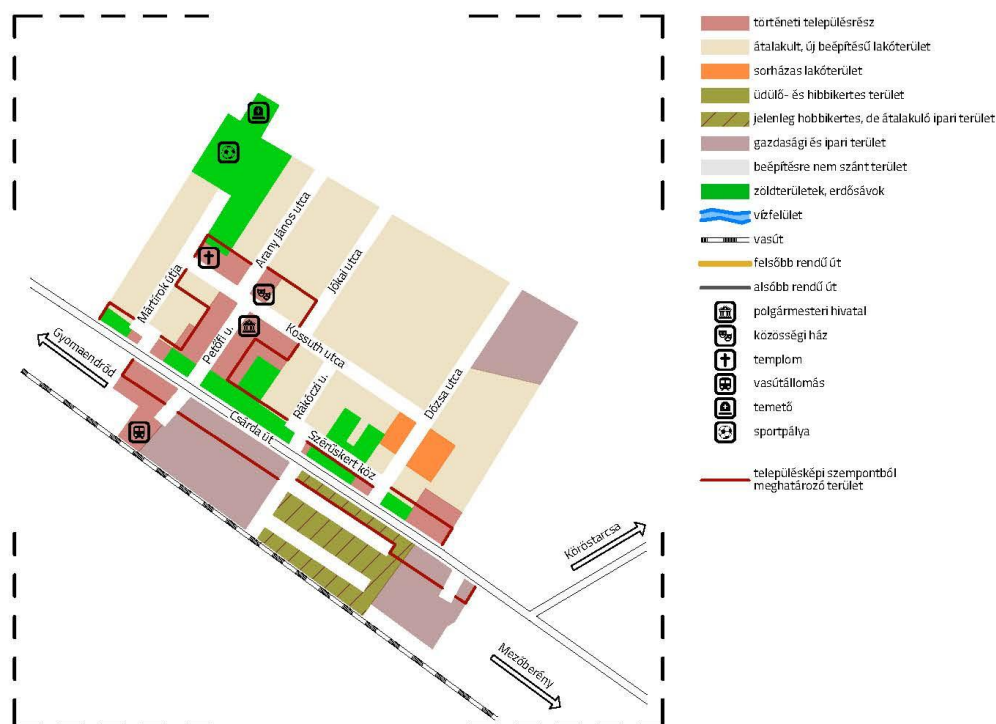 történeti településrész
átalakult, új beépítésű lakóterület
sorházas lakóterület
üdülő- és hibbikertes terület
jelenleg hobbikertes, de átalakuló ipari terület
gazdasági és ipari terület
beépítésre nem szánt terület
zöldterületek, erdősávok
vízfelület
vasút
felsőbb rendű út
alsóbb rendű út
polgármesteri hivatal
közösségi ház
templom
vasútállomás
temető
sportpálya
településképi szempontból
meghatározó terület
Arany János utca
Jókai utca
Mártírok útja
Petőfi u.
Kossuth utca
Gyomaendrőd
Rákóczi u.
Dózsa utca
Csárda út
Szérűskert köz
Köröstarcsa
Mezőberény